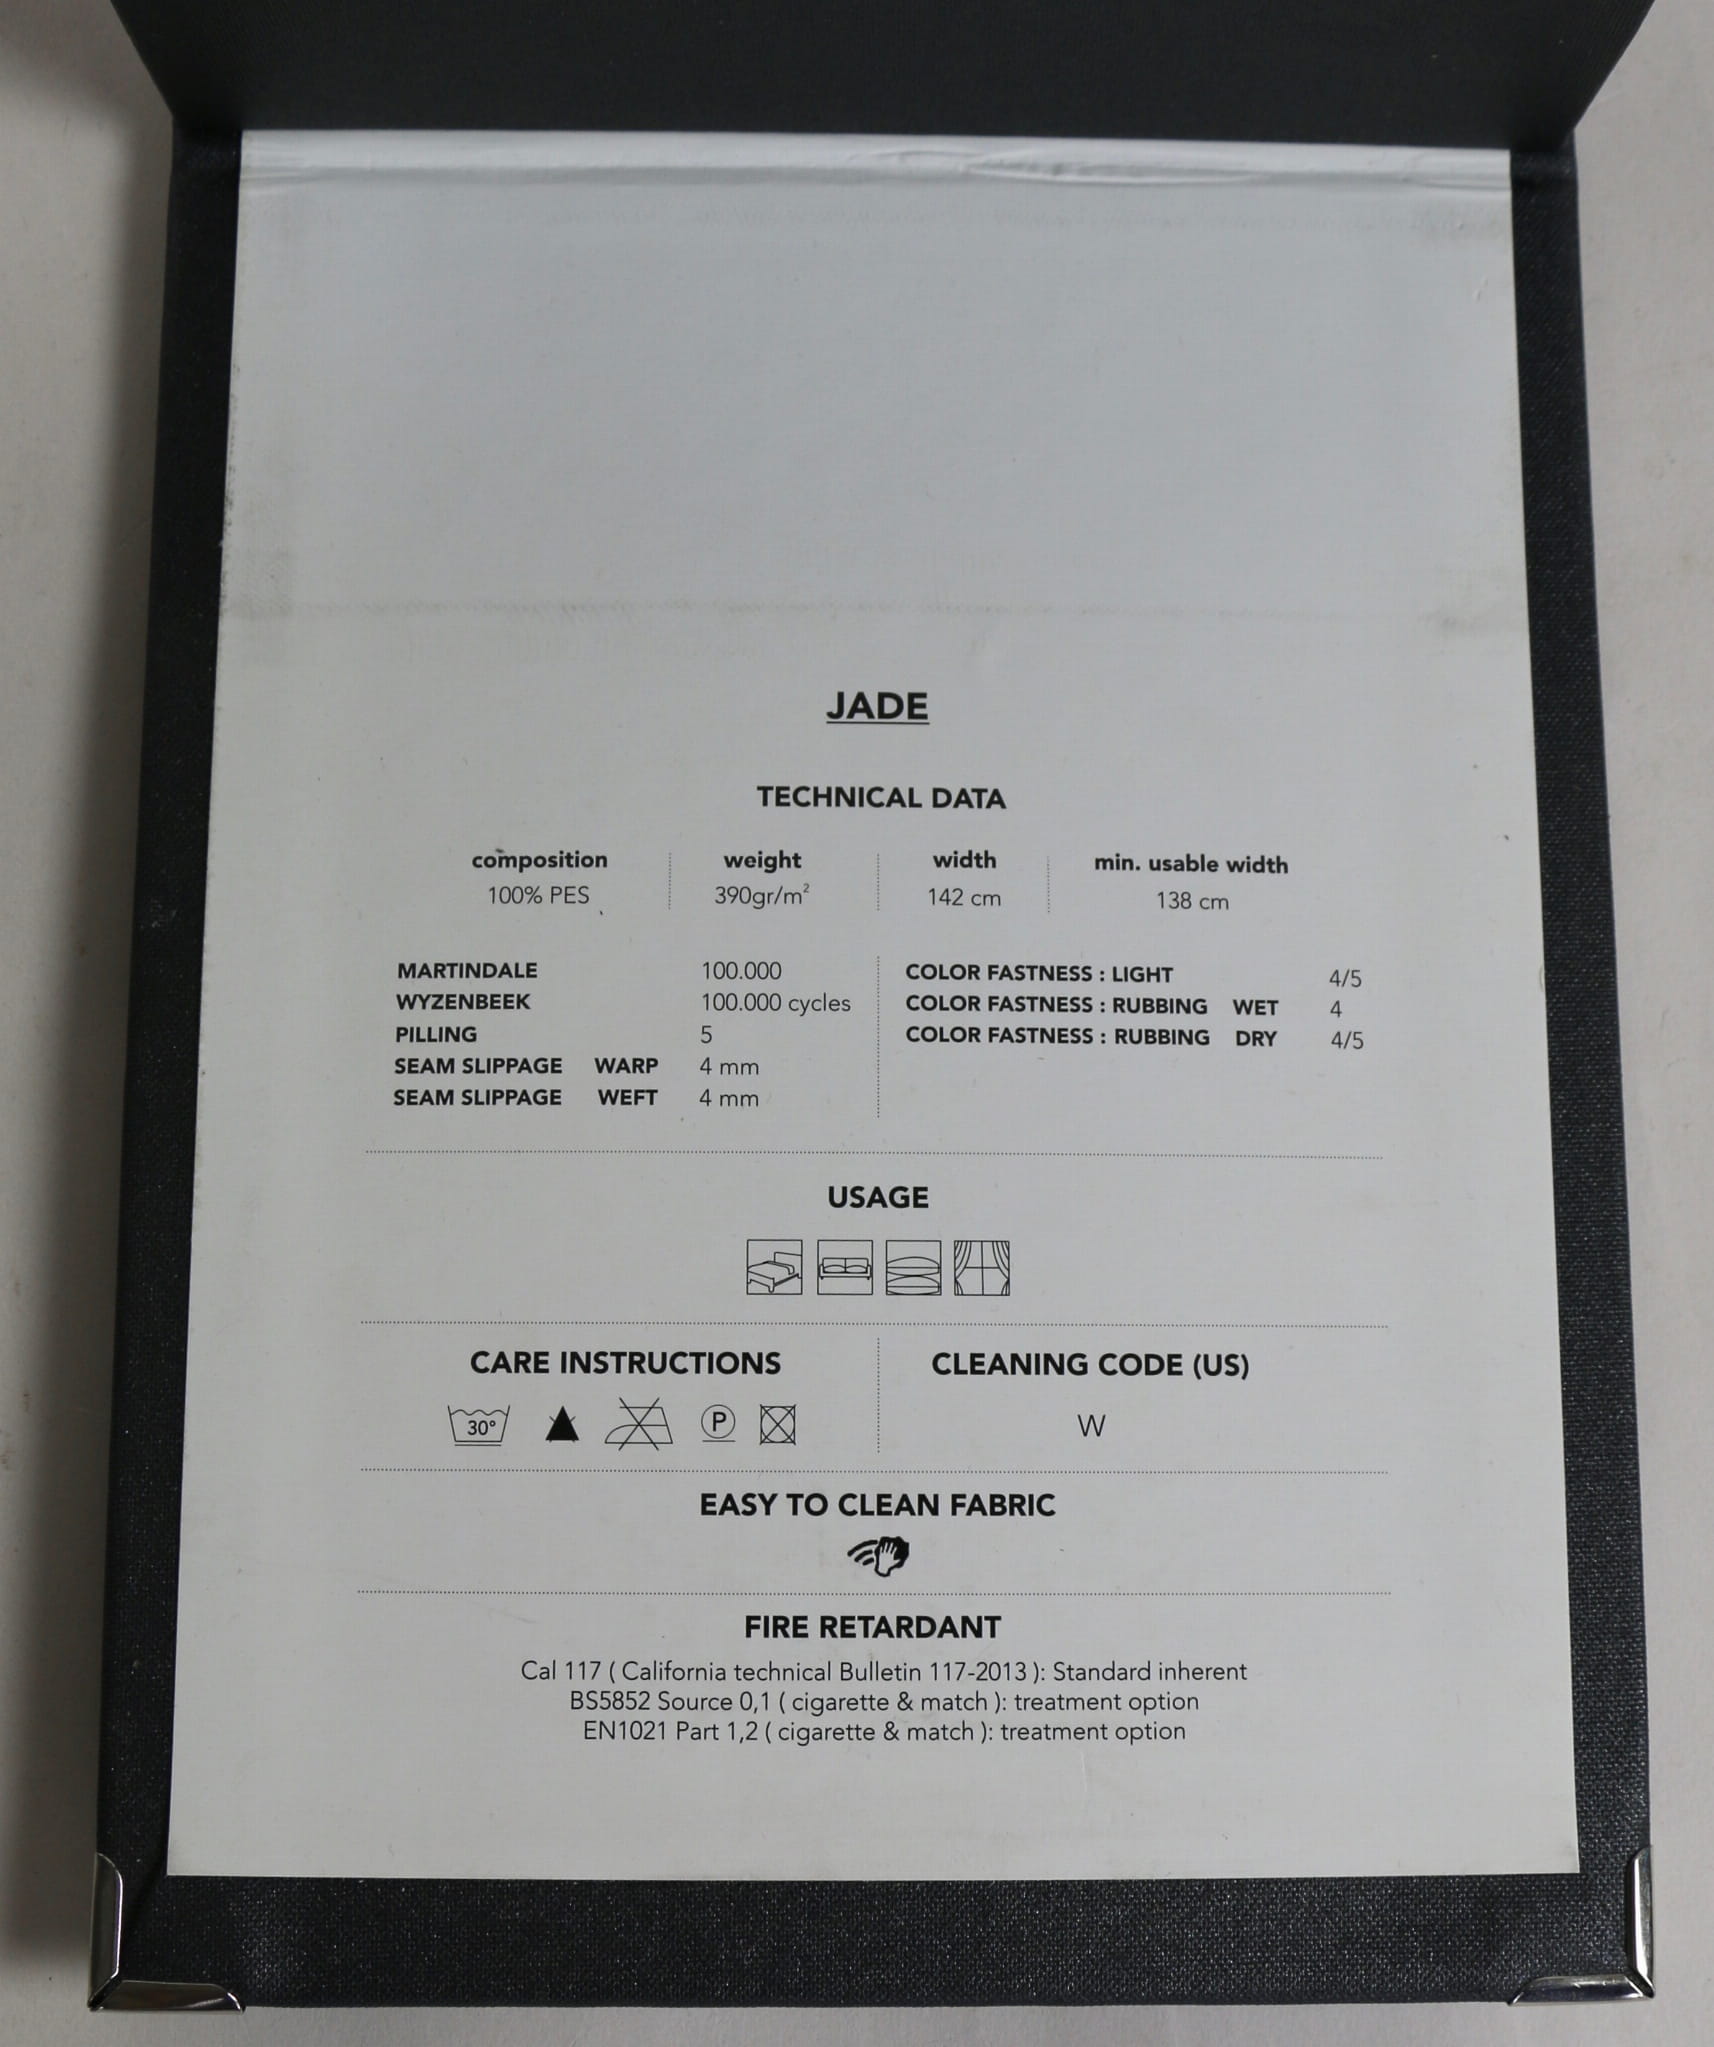 JADE
TECHNICAL DATA
composition weight width min. usable width
100% PES 390gr/m² 142 cm 138 cm
MARTINDALE 100.000
WYZENBEEK 100.000 cycles
PILLING 5
SEAM SLIPPAGE WARP 4 mm
SEAM SLIPPAGE WEFT 4 mm
COLOR FASTNESS : LIGHT 4/5
COLOR FASTNESS : RUBBING WET 4
COLOR FASTNESS : RUBBING DRY 4/5
USAGE
CARE INSTRUCTIONS
30° P
CLEANING CODE (US)
W
EASY TO CLEAN FABRIC
FIRE RETARDANT
Cal 117 ( California technical Bulletin 117-2013 ): Standard inherent
BS5852 Source 0,1 ( cigarette & match ): treatment option
EN1021 Part 1,2 ( cigarette & match ): treatment option